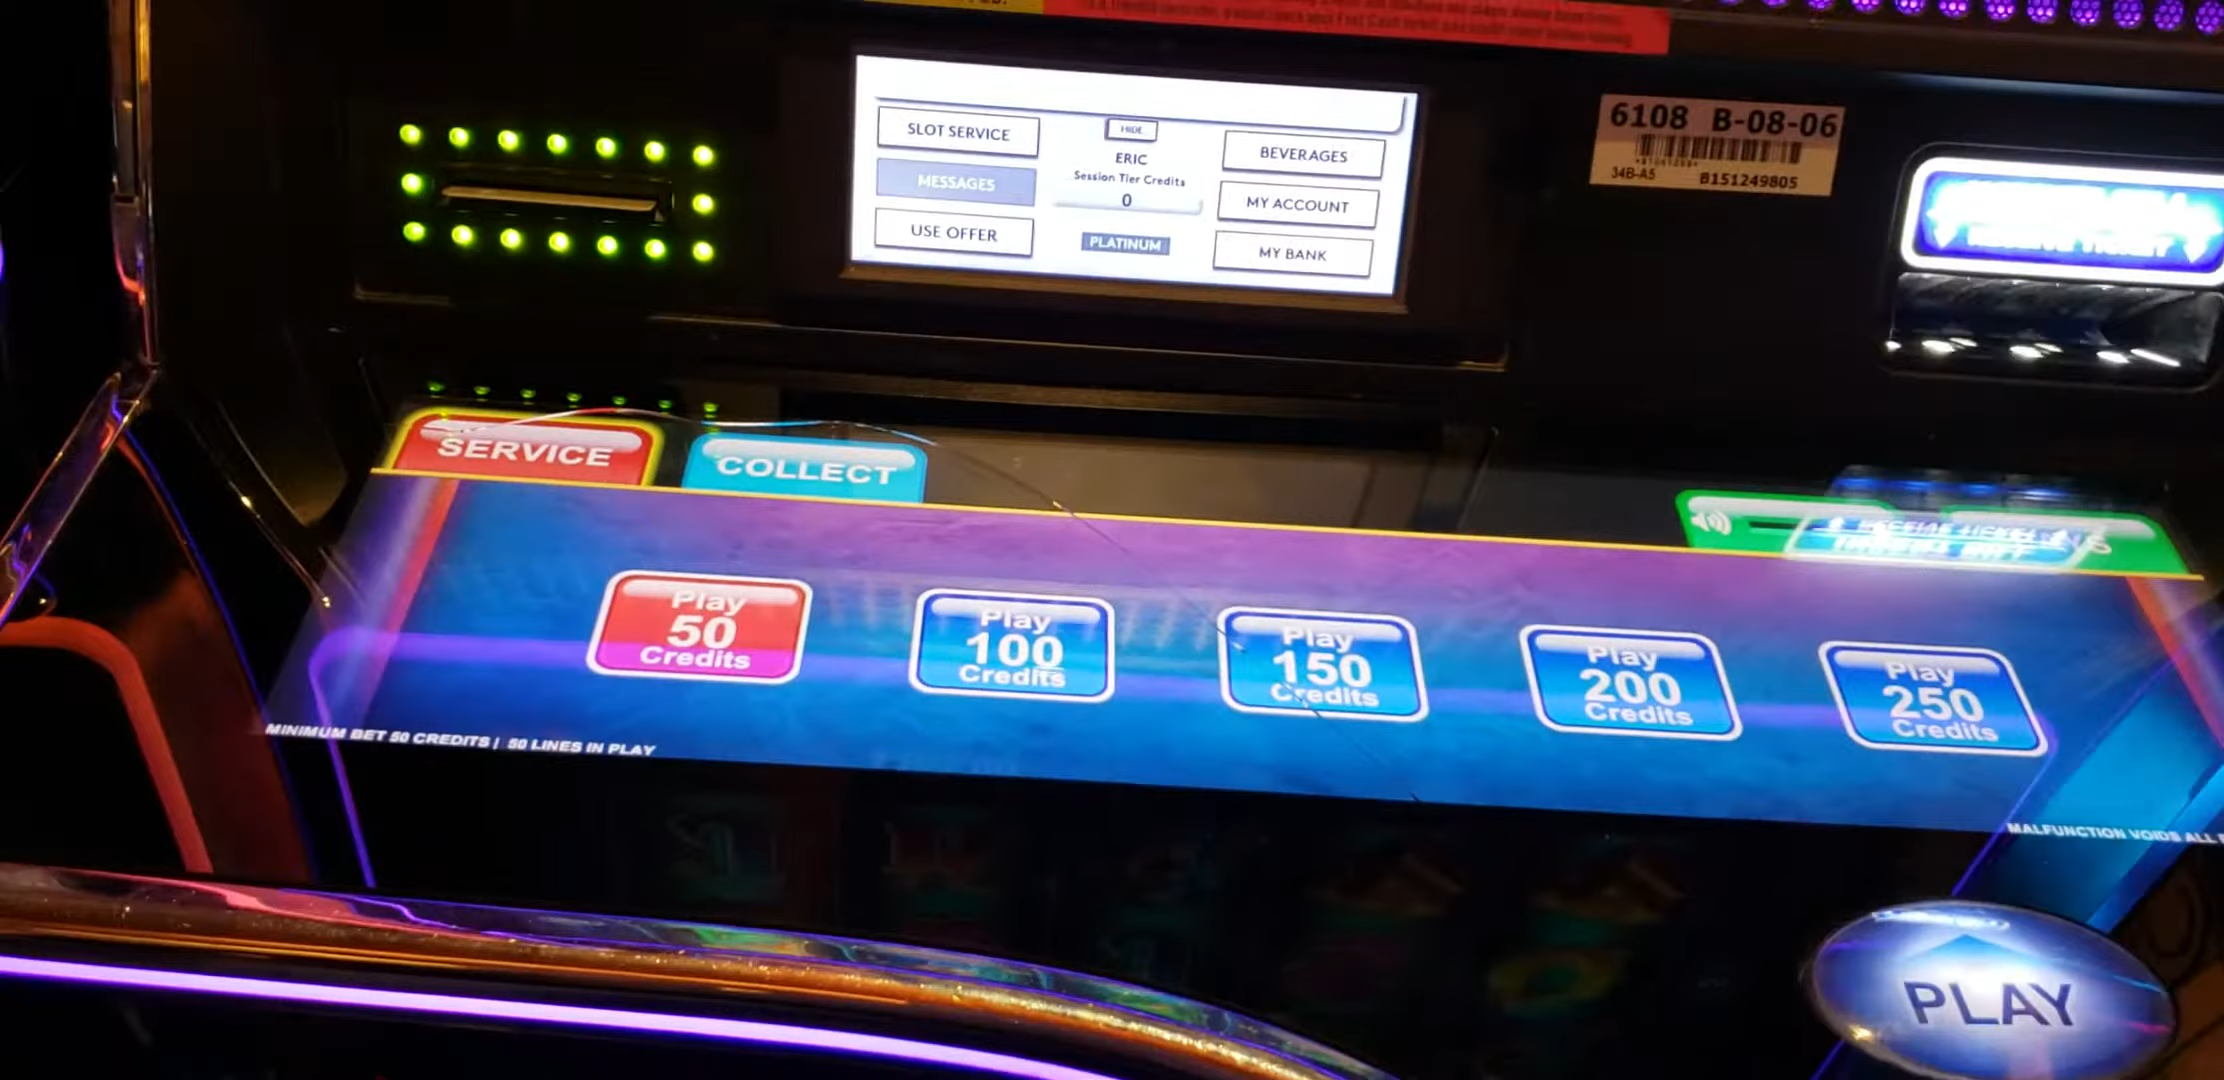 6108 B-08-06
34B-A5 B151249805
SLOT SERVICE
MESSAGES
USE OFFER
HIDE
ERIC
Session Tier Credits
0
PLATINUM
BEVERAGES
MY ACCOUNT
MY BANK
SERVICE
COLLECT
Play
50
Credits
Play
100
Credits
Play
150
Credits
Play
200
Credits
Play
250
Credits
MINIMUM BET 50 CREDITS | 50 LINES IN PLAY
MALFUNCTION VOIDS ALL
PLAY